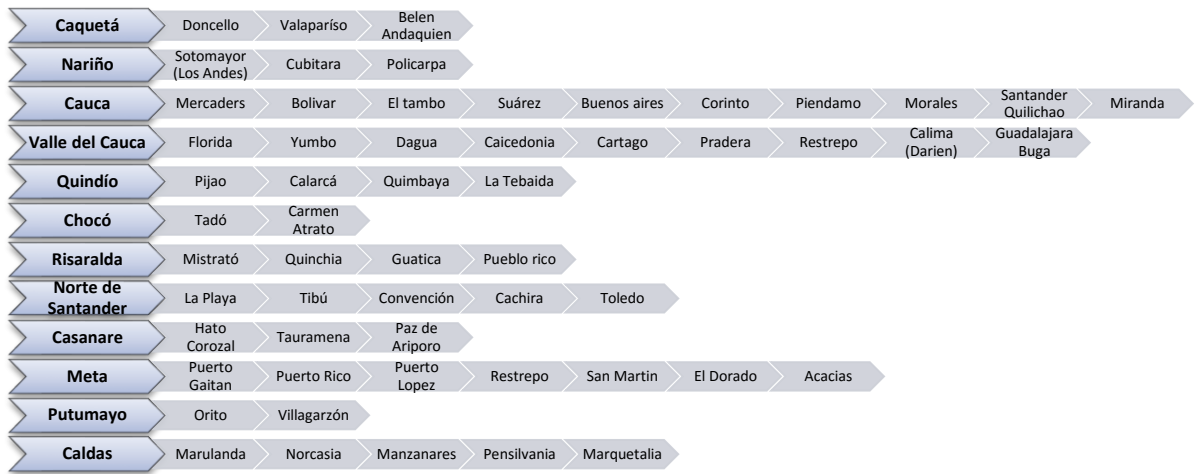 Caquetá Doncello Valaparíso Belen Andaquien
Nariño Sotomayor (Los Andes) Cubitara Policarpa
Cauca Mercaders Bolivar El tambo Suárez Buenos aires Corinto Piendamo Morales Santander Quilichao Miranda
Valle del Cauca Florida Yumbo Dagua Caicedonia Cartago Pradera Restrepo Calima (Darien) Guadalajara Buga
Quindío Pijao Calarcá Quimbaya La Tebaida
Chocó Tadó Carmen Atrato
Risaralda Mistrató Quinchia Guatica Pueblo rico
Norte de Santander La Playa Tibú Convención Cachira Toledo
Casanare Hato Corozal Tauramena Paz de Ariporo
Meta Puerto Gaitan Puerto Rico Puerto Lopez Restrepo San Martin El Dorado Acacias
Putumayo Orito Villagarzón
Caldas Marulanda Norcasia Manzanares Pensilvania Marquetalia